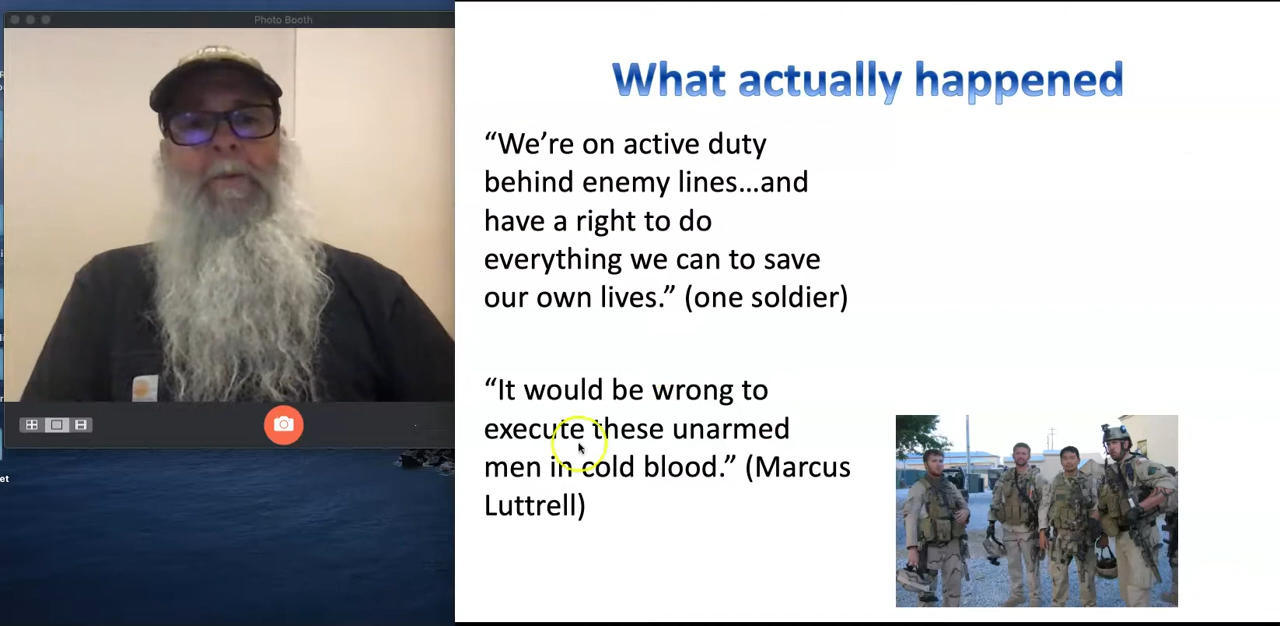 Photo Booth
What actually happened
“We’re on active duty
behind enemy lines…and
have a right to do
everything we can to save
our own lives.” (one soldier)
“It would be wrong to
execute these unarmed
men in cold blood.” (Marcus
Luttrell)
et